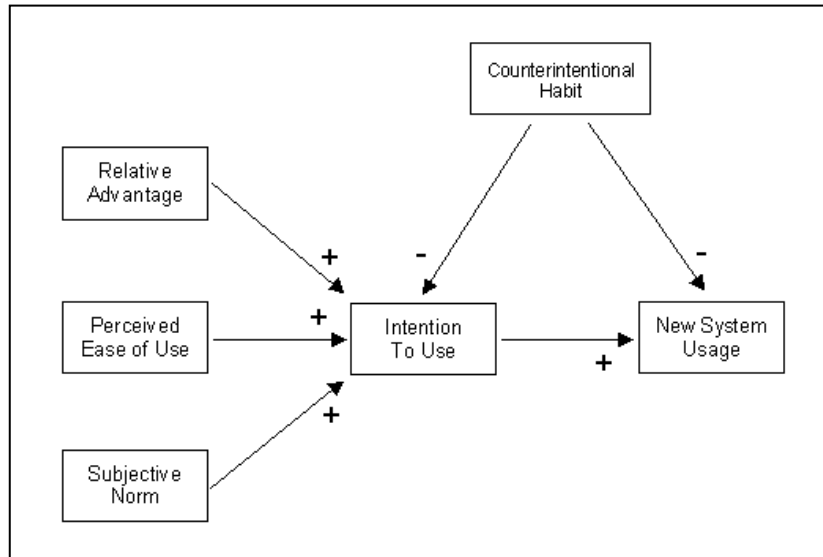 Counterintentional
Habit
Relative
Advantage
+
-
-
Perceived
Ease of Use
+
Intention
To Use
New System
Usage
+
+
Subjective
Norm